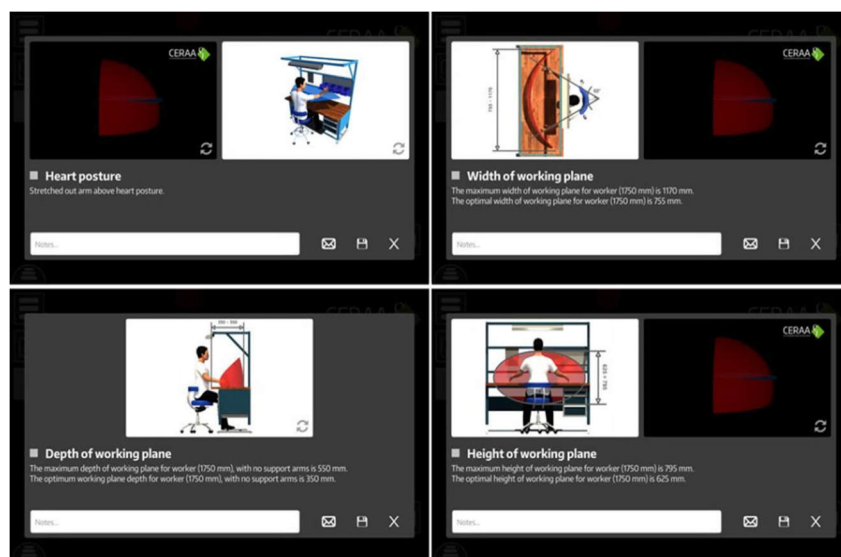 CERAA
Heart posture
Stretched out arm above heart posture.
Notes...
755 - 1170
Width of working plane
The maximum width of working plane for worker (1750 mm) is 1170 mm.
The optimal width of working plane for worker (1750 mm) is 755 mm.
Notes...
Depth of working plane
The maximum depth of working plane for worker (1750 mm), with no support arms is 550 mm.
The optimum working plane depth for worker (1750 mm), with no support arms is 350 mm.
Notes...
CERAA
625 ÷ 795
Height of working plane
The maximum height of working plane for worker (1750 mm) is 795 mm.
The optimal height of working plane for worker (1750 mm) is 625 mm.
Notes...